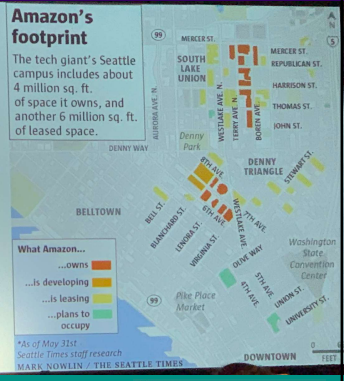 Amazon's
footprint
The tech giant's Seattle
campus includes about
4 million sq. ft.
of space it owns, and
another 6 million sq. ft.
of leased space.
99
N
5
MERCER ST.
MERCER ST.
SOUTH
LAKE
UNION
REPUBLICAN ST.
HARRISON ST.
THOMAS ST.
JOHN ST.
AURORA AVE. N.
WESTLAKE AVE. N.
TERRY AVE. N.
BOREN AVE.
Denny
Park
DENNY WAY
8TH AVE.
DENNY
TRIANGLE
STEWART ST.
BELLTOWN
BELL ST.
BLANCHARD ST.
LENORA ST.
VIRGINIA ST.
6TH AVE.
WESTLAKE AVE.
7TH AVE.
OLIVE WAY
Washington
State
Convention
Center
5TH AVE.
4TH AVE.
UNION ST.
UNIVERSITY ST.
99
Pike Place
Market
What Amazon...
...owns
...is developing
...is leasing
...plans to
occupy
*As of May 31st
Seattle Times staff research
MARK NOWLIN / THE SEATTLE TIMES
DOWNTOWN
0
FEET